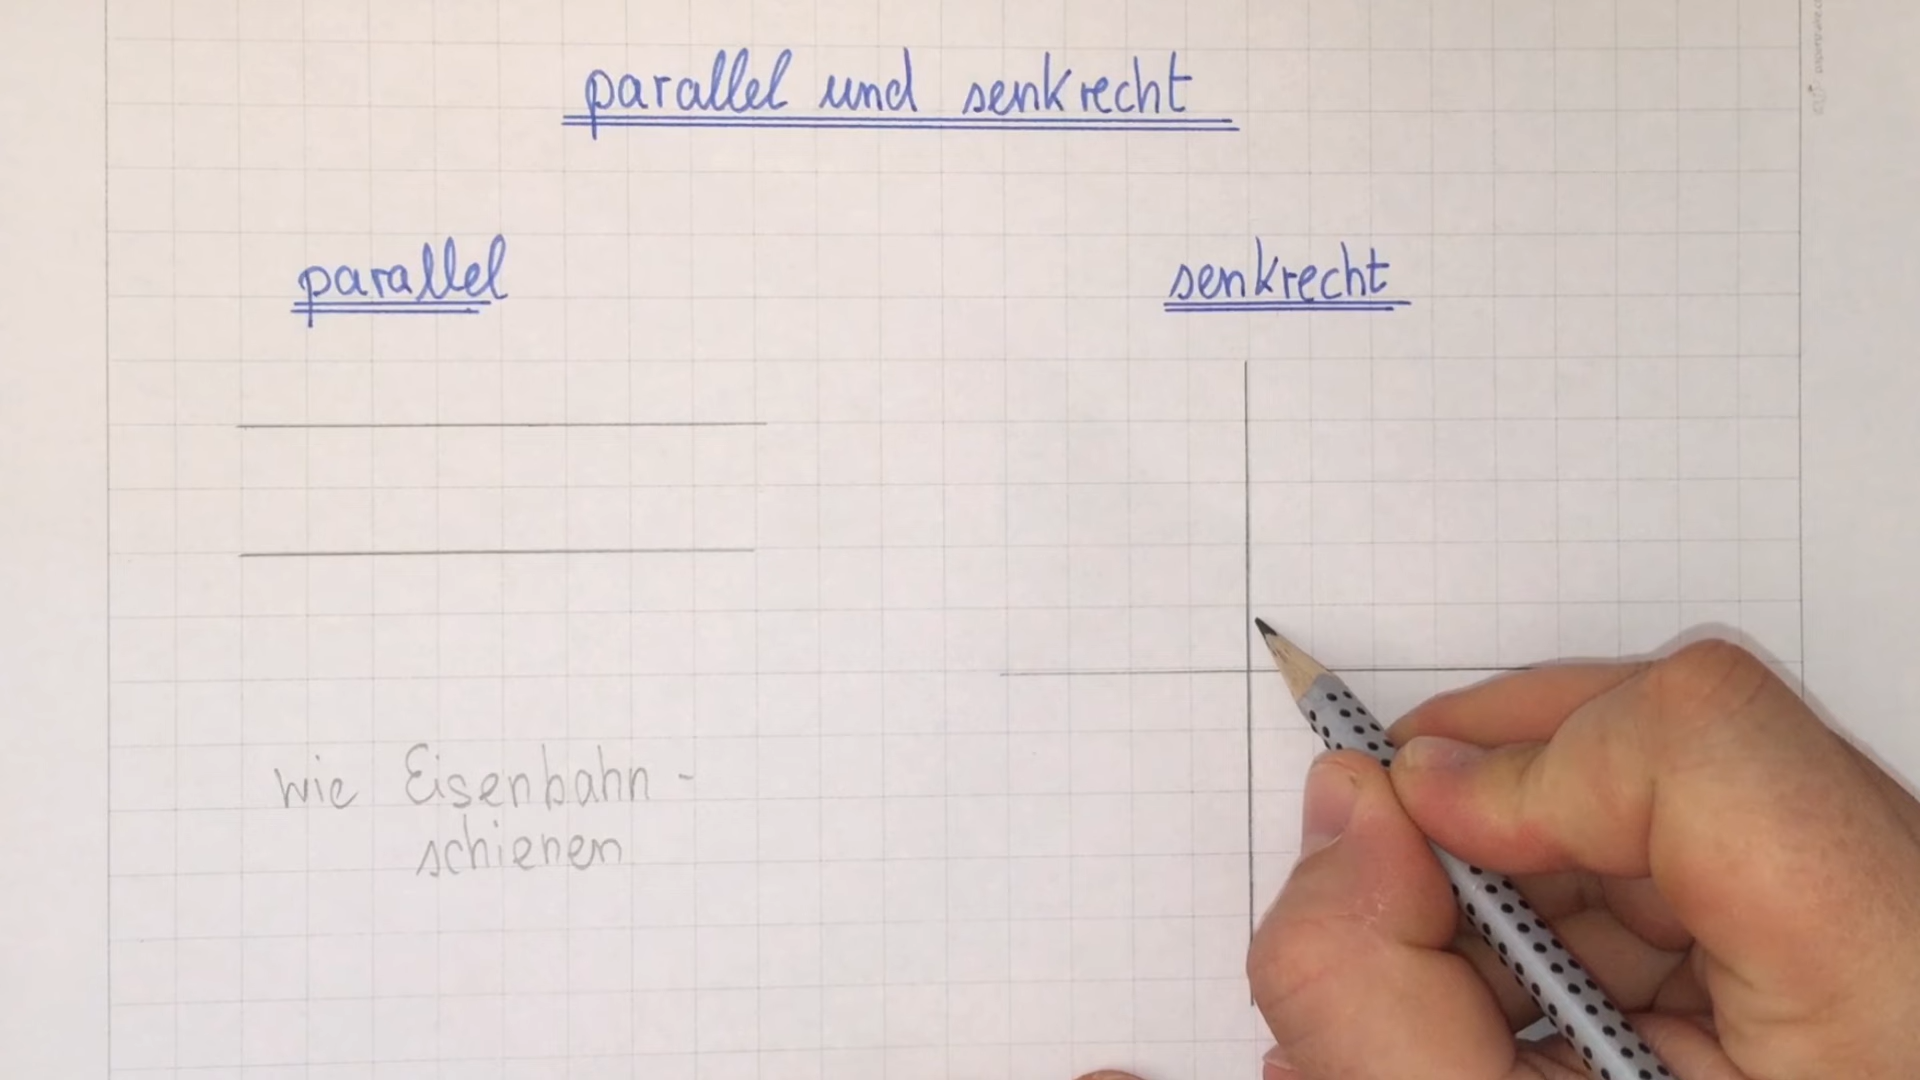 parallel und senkrecht
parallel
senkrecht
wie Eisenbahn-
schienen